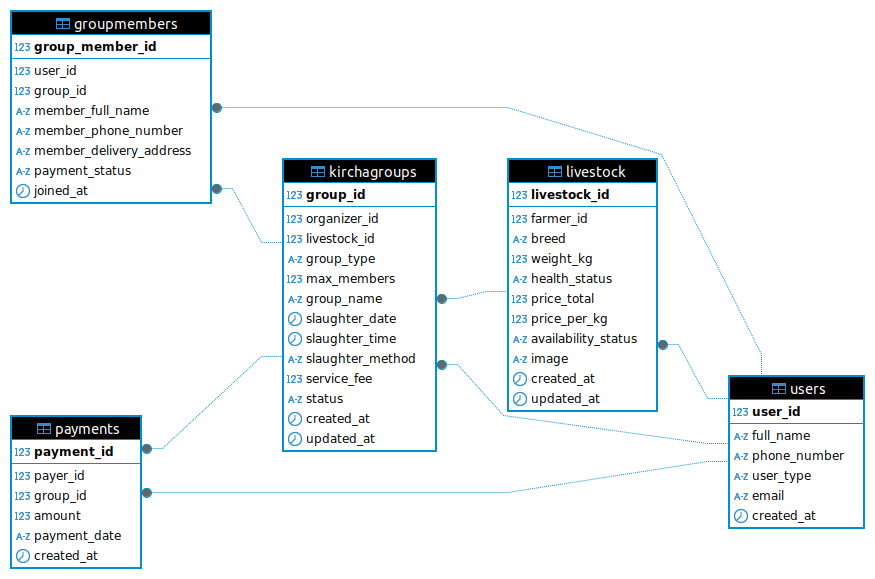 groupmembers
123 group_member_id
123 user_id
123 group_id
A-Z member_full_name
A-Z member_phone_number
A-Z member_delivery_address
A-Z payment_status
joined_at
kirchagroups
123 group_id
123 organizer_id
123 livestock_id
A-Z group_type
123 max_members
A-Z group_name
slaughter_date
slaughter_time
A-Z slaughter_method
123 service_fee
A-Z status
created_at
updated_at
livestock
123 livestock_id
123 farmer_id
A-Z breed
123 weight_kg
A-Z health_status
123 price_total
123 price_per_kg
A-Z availability_status
A-Z image
created_at
updated_at
users
123 user_id
A-Z full_name
A-Z phone_number
A-Z user_type
A-Z email
created_at
payments
123 payment_id
123 payer_id
123 group_id
123 amount
A-Z payment_date
created_at